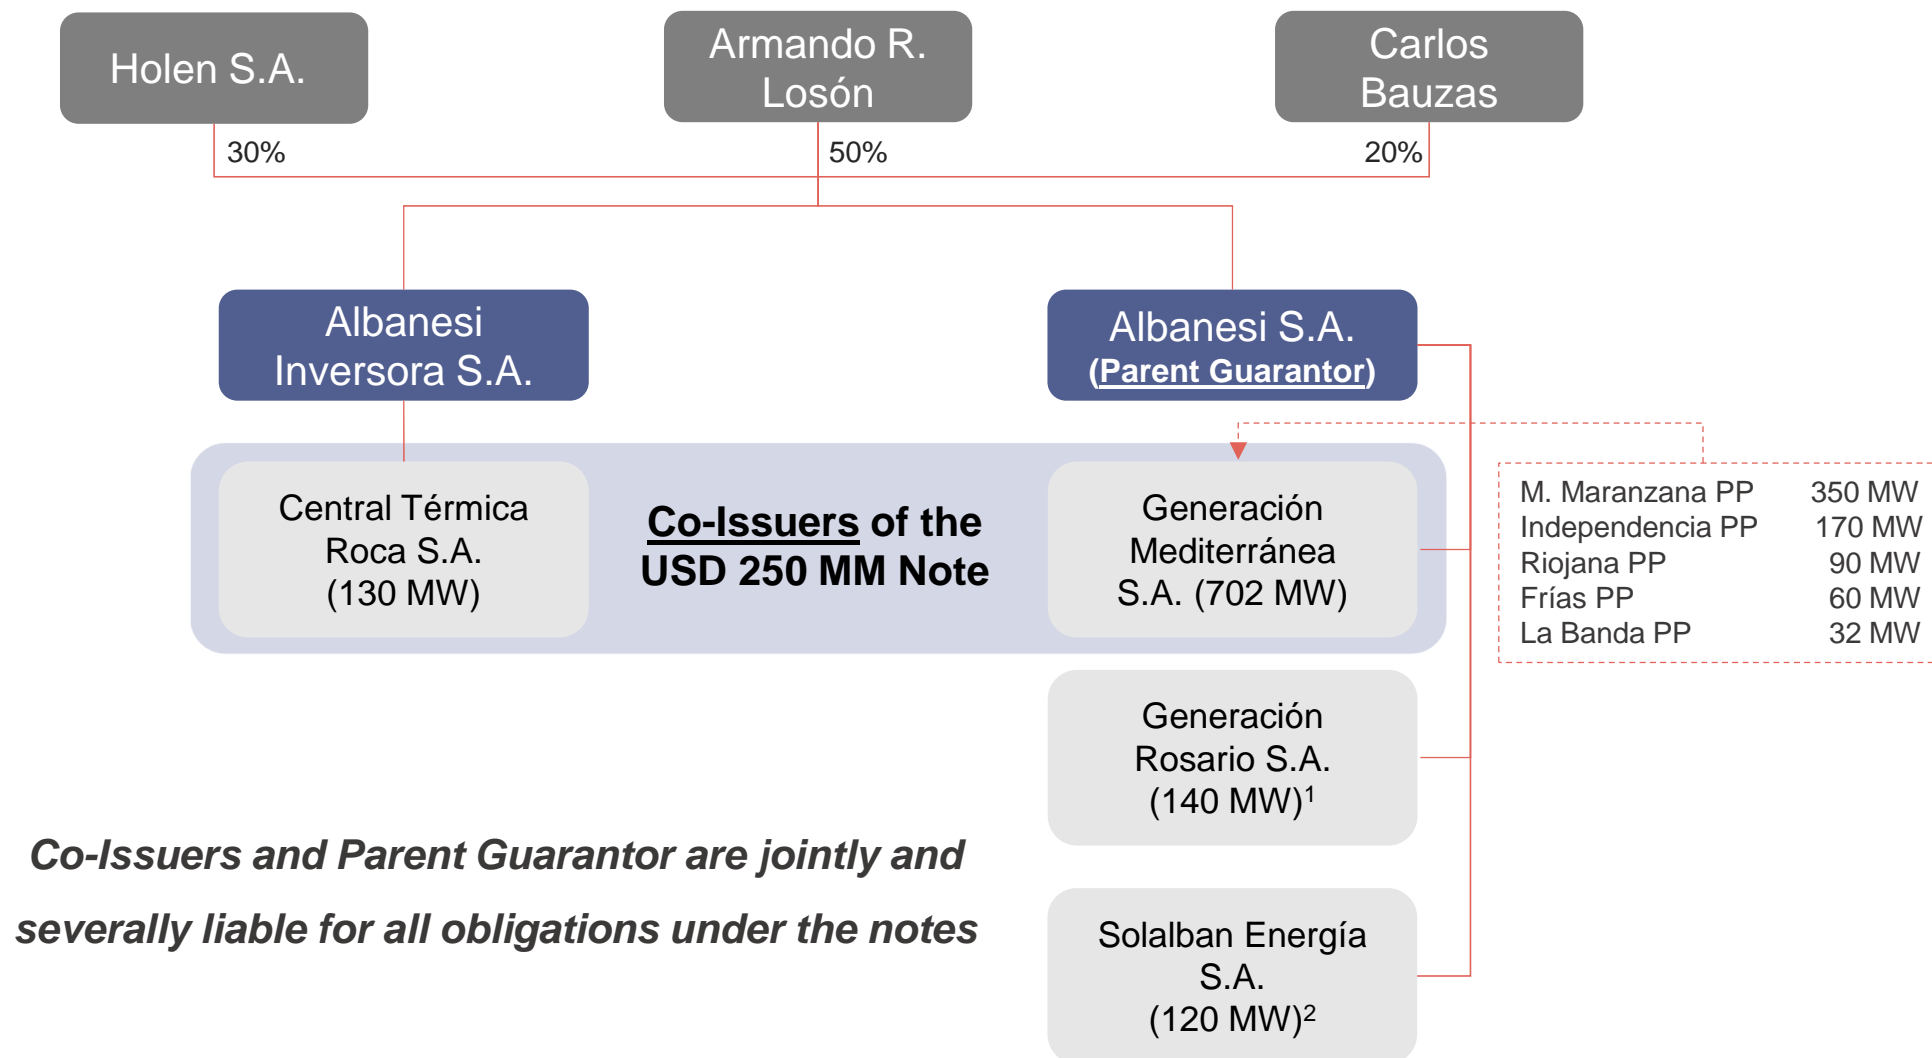 Holen S.A.
Armando R.
Losón
Carlos
Bauzas
30%
50%
20%
Albanesi
Inversora S.A.
Albanesi S.A.
(Parent Guarantor)
Central Térmica
Roca S.A.
(130 MW)
Co-Issuers of the
USD 250 MM Note
Generación
Mediterránea
S.A. (702 MW)
M. Maranzana PP 350 MW
Independencia PP 170 MW
Riojana PP 90 MW
Frías PP 60 MW
La Banda PP 32 MW
Generación
Rosario S.A.
(140 MW)¹
Co-Issuers and Parent Guarantor are jointly and
severally liable for all obligations under the notes
Solalban Energía
S.A.
(120 MW)²